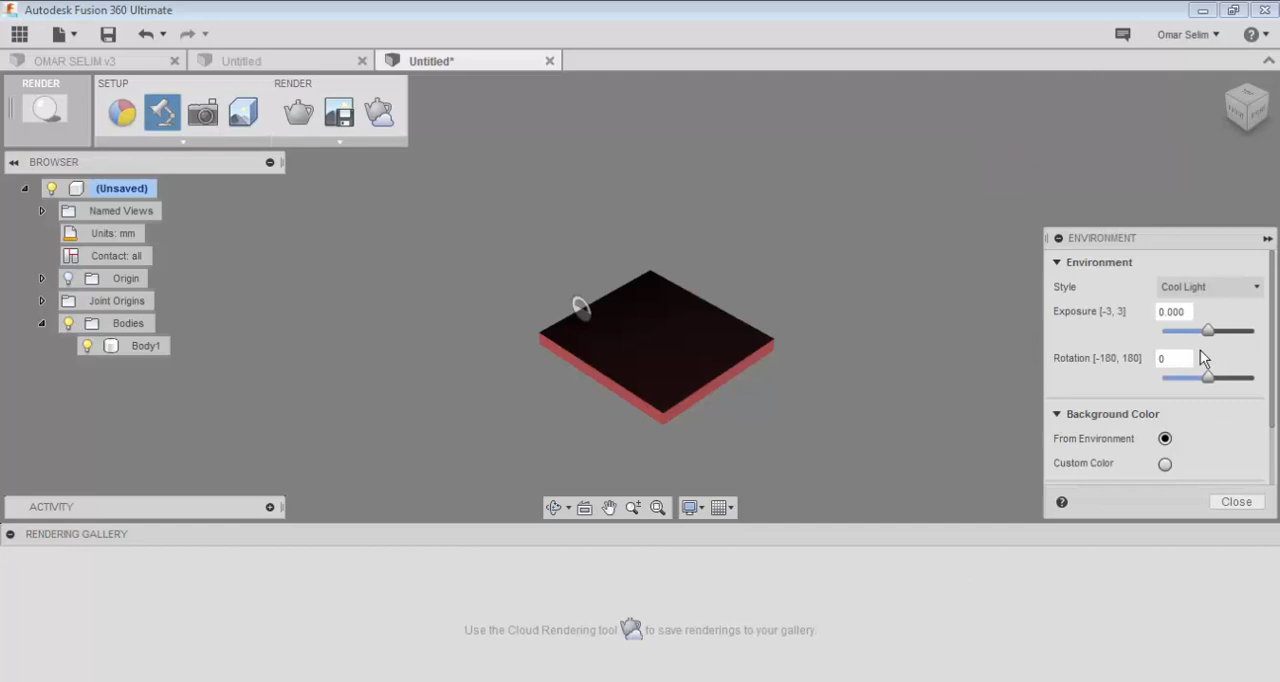 Autodesk Fusion 360 Ultimate
Omar Selim
OMAR SELIM v3
Untitled
Untitled*
RENDER
SETUP
RENDER
BROWSER
(Unsaved)
Named Views
Units: mm
Contact: all
Origin
Joint Origins
Bodies
Body1
ENVIRONMENT
Environment
Style Cool Light
Exposure [-3, 3] 0.000
Rotation [-180, 180] 0
Background Color
From Environment
Custom Color
Close
ACTIVITY
RENDERING GALLERY
Use the Cloud Rendering tool to save renderings to your gallery